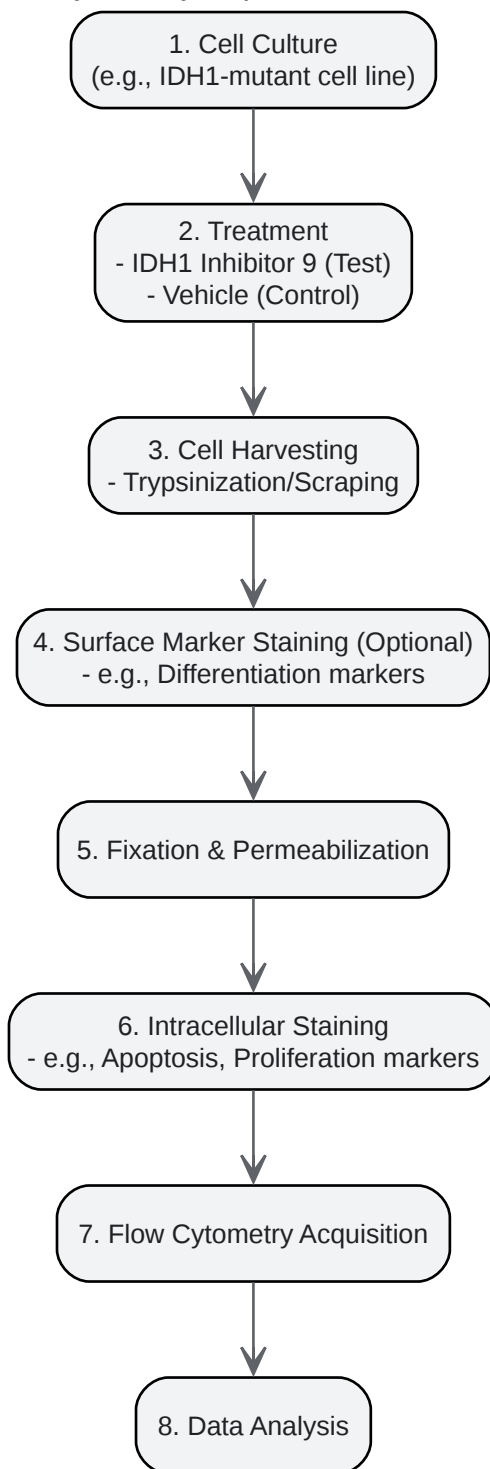 1. Cell Culture
(e.g., IDH1-mutant cell line)
2. Treatment
- IDH1 Inhibitor 9 (Test)
- Vehicle (Control)
3. Cell Harvesting
- Trypsinization/Scraping
4. Surface Marker Staining (Optional)
- e.g., Differentiation markers
5. Fixation & Permeabilization
6. Intracellular Staining
- e.g., Apoptosis, Proliferation markers
7. Flow Cytometry Acquisition
8. Data Analysis